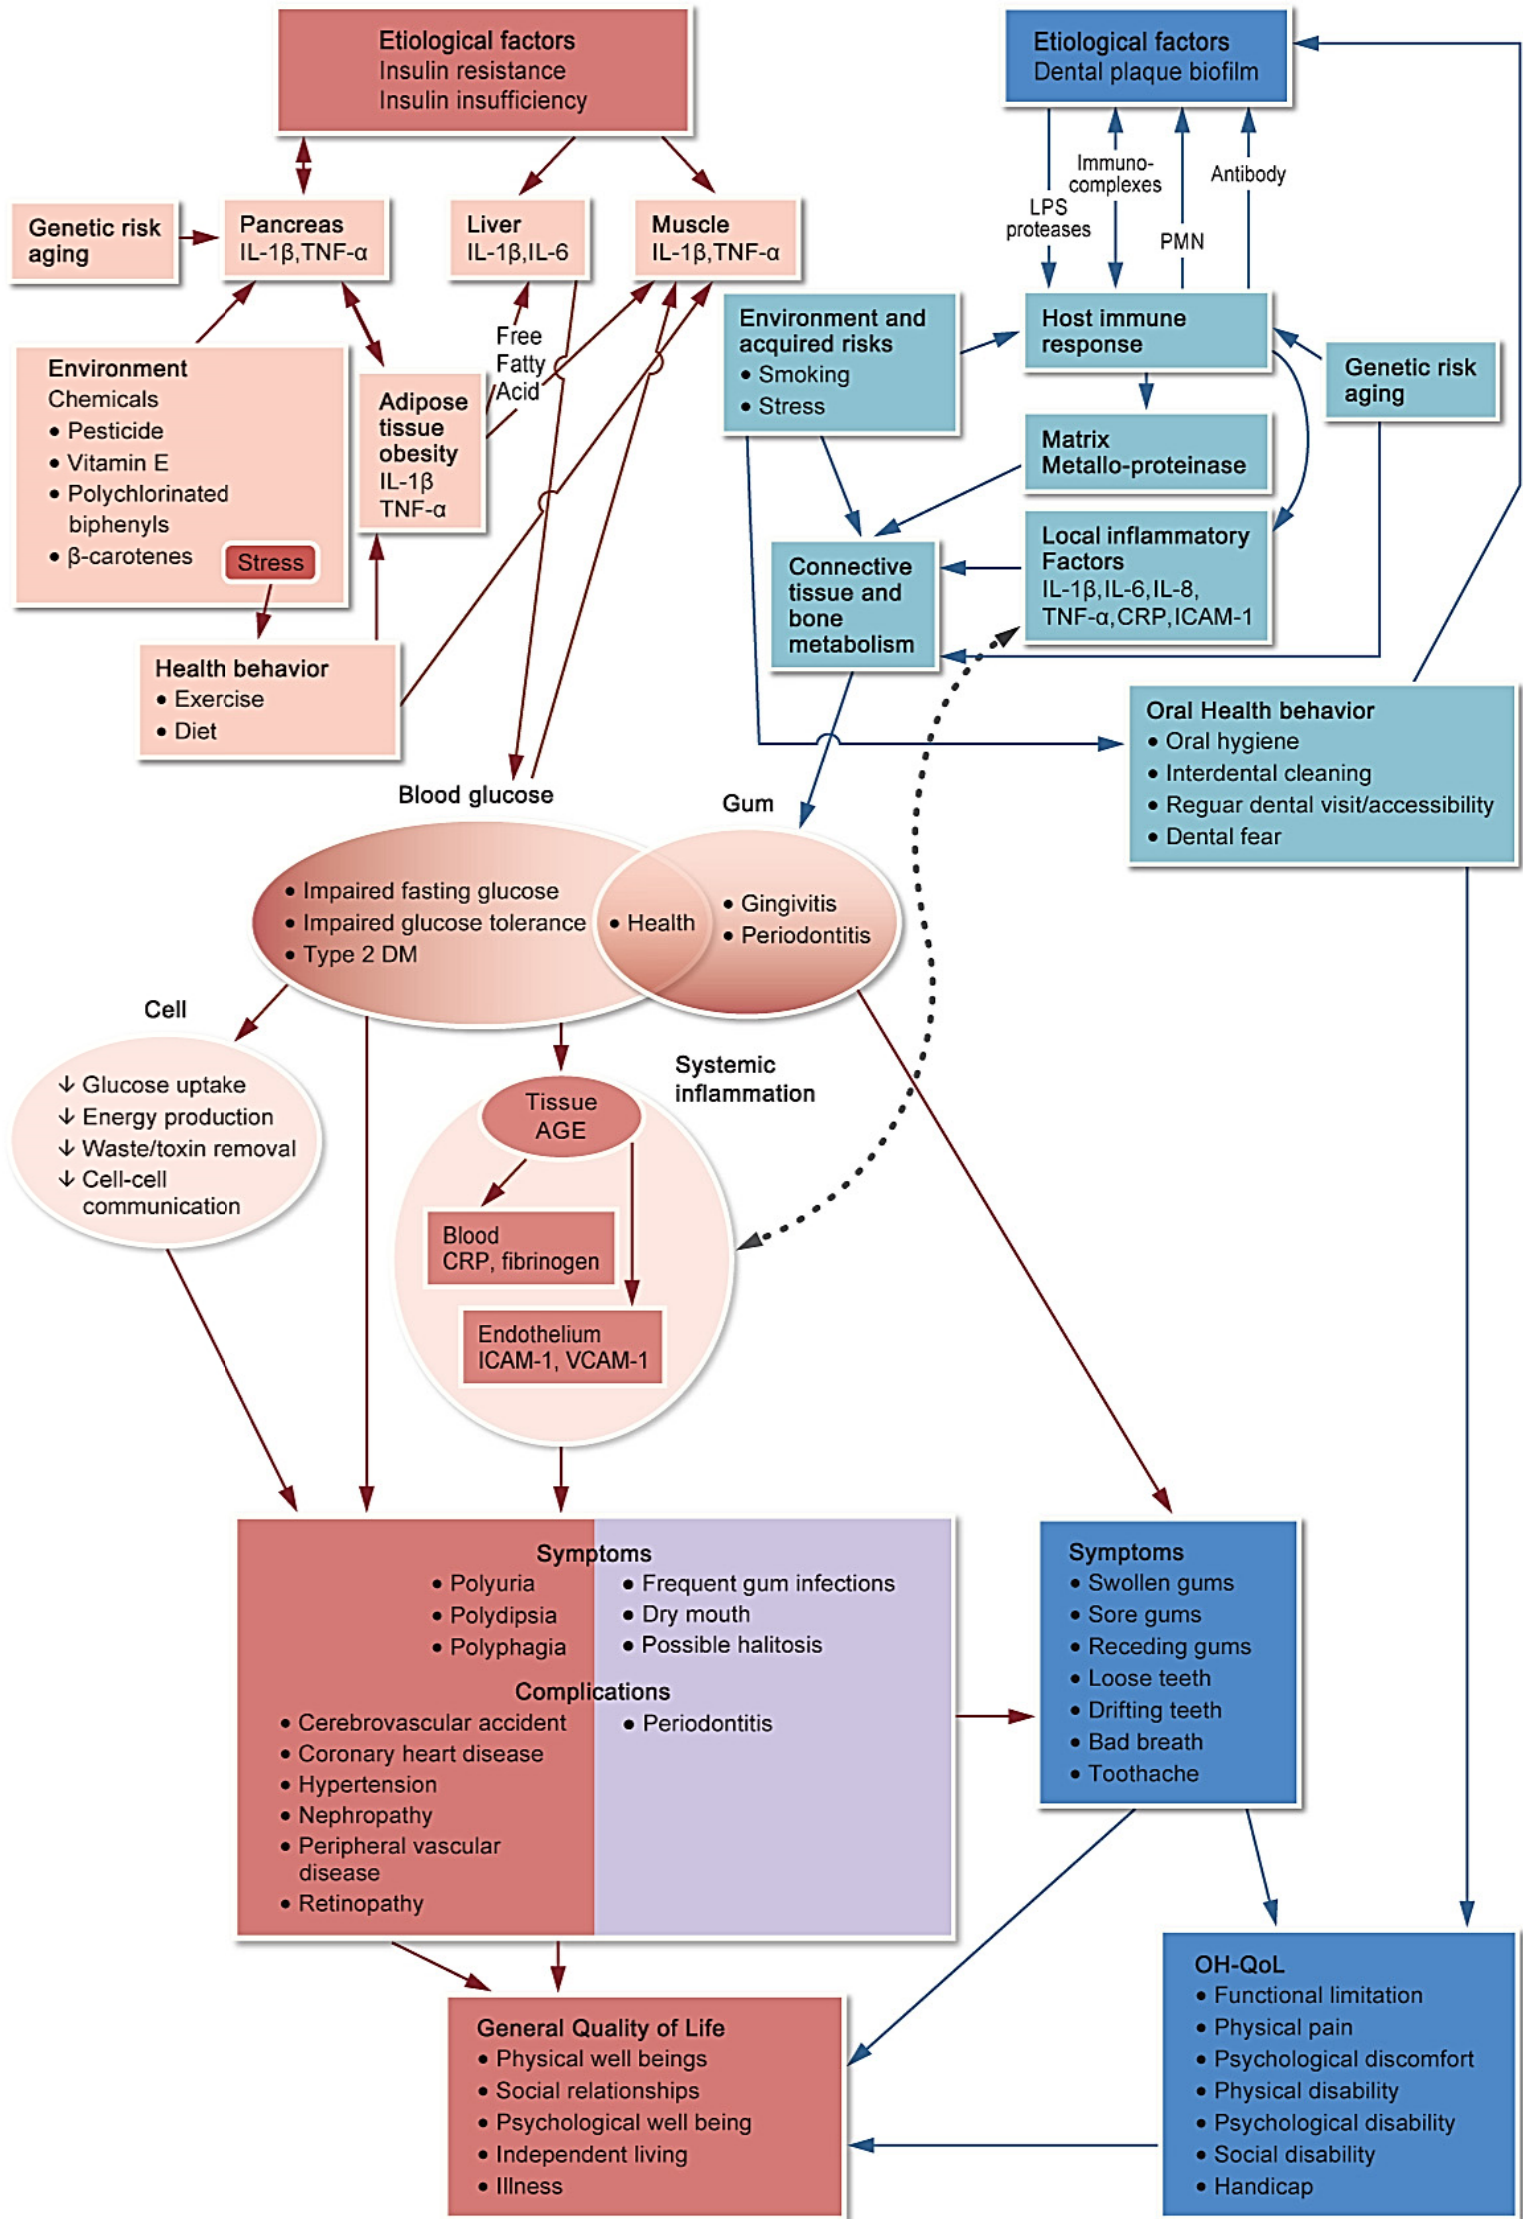 Etiological factors
Insulin resistance
Insulin insufficiency
Etiological factors
Dental plaque biofilm
Immuno-
complexes
Antibody
LPS
proteases
PMN
Genetic risk
aging
Pancreas
IL-1β,TNF-α
Liver
IL-1β,IL-6
Muscle
IL-1β,TNF-α
Free
Fatty
Acid
Environment
Chemicals
• Pesticide
• Vitamin E
• Polychlorinated
biphenyls
• β-carotenes
Stress
Adipose
tissue
obesity
IL-1β
TNF-α
Health behavior
• Exercise
• Diet
Environment and
acquired risks
• Smoking
• Stress
Host immune
response
Genetic risk
aging
Matrix
Metallo-proteinase
Local inflammatory
Factors
IL-1β,IL-6,IL-8,
TNF-α,CRP,ICAM-1
Connective
tissue and
bone
metabolism
Oral Health behavior
• Oral hygiene
• Interdental cleaning
• Reguar dental visit/accessibility
• Dental fear
Blood glucose
Gum
• Impaired fasting glucose
• Impaired glucose tolerance
• Type 2 DM
• Health
• Gingivitis
• Periodontitis
Cell
↓ Glucose uptake
↓ Energy production
↓ Waste/toxin removal
↓ Cell-cell
communication
Systemic
inflammation
Tissue
AGE
Blood
CRP, fibrinogen
Endothelium
ICAM-1, VCAM-1
Symptoms
• Polyuria
• Polydipsia
• Polyphagia
• Frequent gum infections
• Dry mouth
• Possible halitosis
Complications
• Cerebrovascular accident
• Coronary heart disease
• Hypertension
• Nephropathy
• Peripheral vascular
disease
• Retinopathy
• Periodontitis
Symptoms
• Swollen gums
• Sore gums
• Receding gums
• Loose teeth
• Drifting teeth
• Bad breath
• Toothache
General Quality of Life
• Physical well beings
• Social relationships
• Psychological well being
• Independent living
• Illness
OH-QoL
• Functional limitation
• Physical pain
• Psychological discomfort
• Physical disability
• Psychological disability
• Social disability
• Handicap